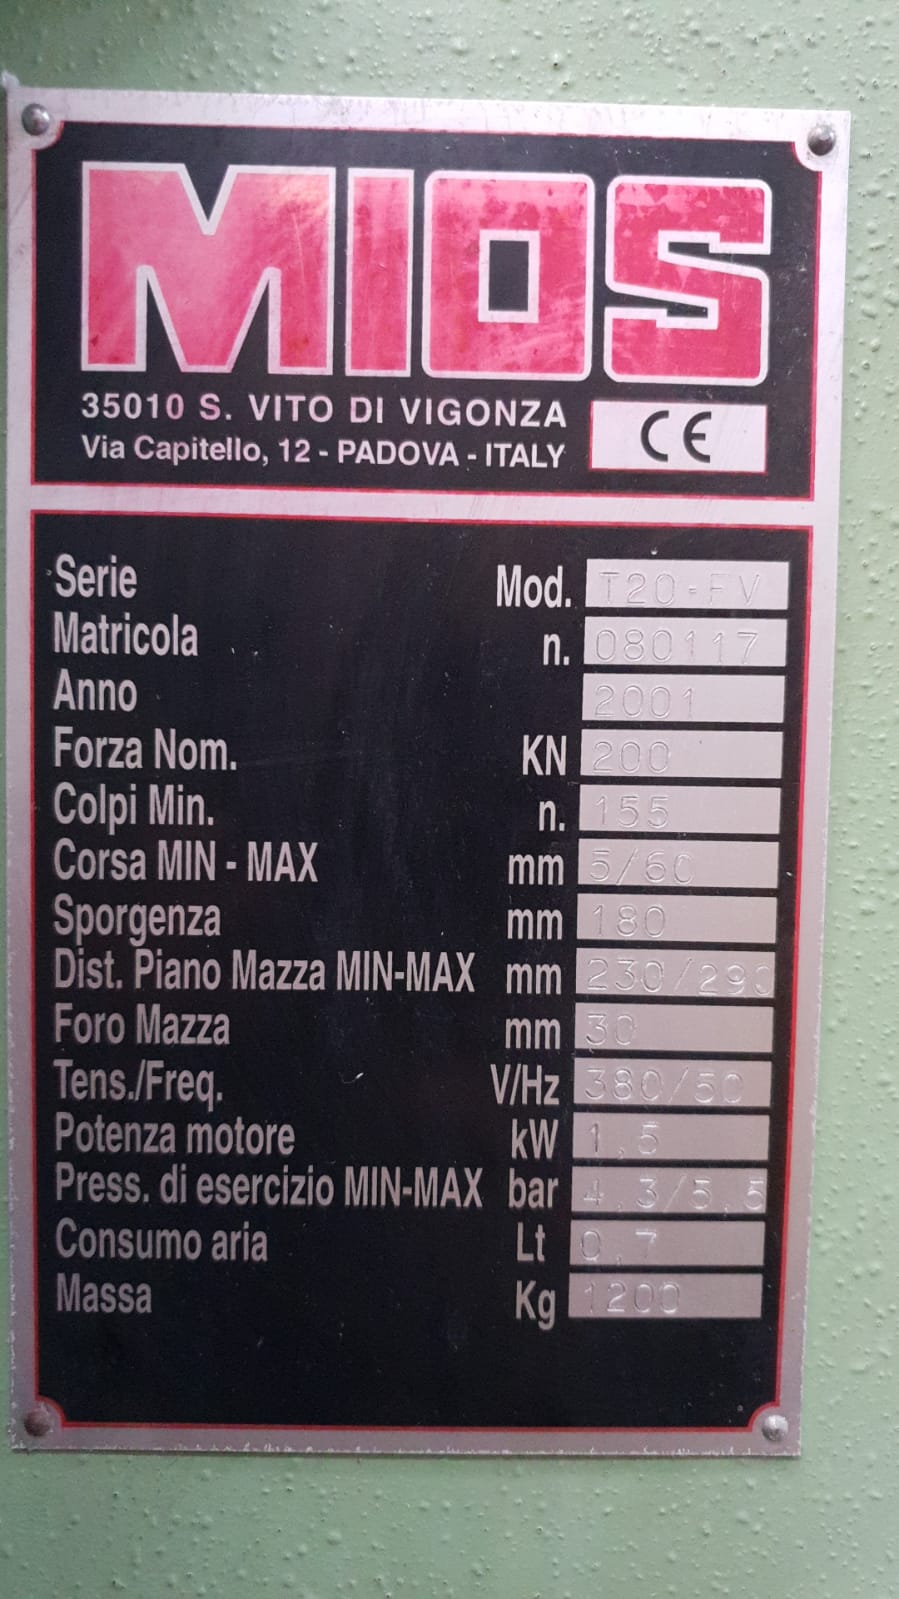 MIOS
35010 S. VITO DI VIGONZA
Via Capitello, 12 - PADOVA - ITALY
CE
Serie Mod. T20-FV
Matricola n. 080117
Anno 2001
Forza Nom. KN 200
Colpi Min. n. 155
Corsa MIN - MAX mm 5/60
Sporgenza mm 180
Dist. Piano Mazza MIN-MAX mm 230/290
Foro Mazza mm 30
Tens./Freq. V/Hz 380/50
Potenza motore kW 1,5
Press. di esercizio MIN-MAX bar 4,3/5,5
Consumo aria Lt 0,7
Massa Kg 1200